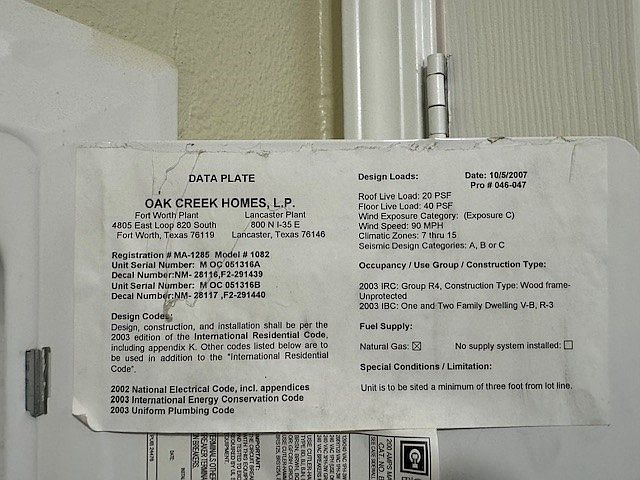 DATA PLATE
OAK CREEK HOMES, L.P.
Fort Worth Plant Lancaster Plant
4805 East Loop 820 South 800 N I-35 E
Fort Worth, Texas 76119 Lancaster, Texas 76146
Registration # MA-1285 Model # 1082
Unit Serial Number: M OC 051316A
Decal Number:NM- 28116,F2-291439
Unit Serial Number: M OC 051316B
Decal Number:NM- 28117 ,F2-291440
Design Codes:
Design, construction, and installation shall be per the
2003 edition of the International Residential Code,
including appendix K. Other codes listed below are to
be used in addition to the "International Residential
Code".
2002 National Electrical Code, incl. appendices
2003 International Energy Conservation Code
2003 Uniform Plumbing Code
Design Loads: Date: 10/5/2007
Pro # 046-047
Roof Live Load: 20 PSF
Floor Live Load: 40 PSF
Wind Exposure Category: (Exposure C)
Wind Speed: 90 MPH
Climatic Zones: 7 thru 15
Seismic Design Categories: A, B or C
Occupancy / Use Group / Construction Type:
2003 IRC: Group R4, Construction Type: Wood frame-
Unprotected
2003 IBC: One and Two Family Dwelling V-B, R-3
Fuel Supply:
Natural Gas: ☒ No supply system installed: ☐
Special Conditions / Limitation:
Unit is to be sited a minimum of three foot from lot line.
200 AMPS
CAT. NO.
IMPORTANT: